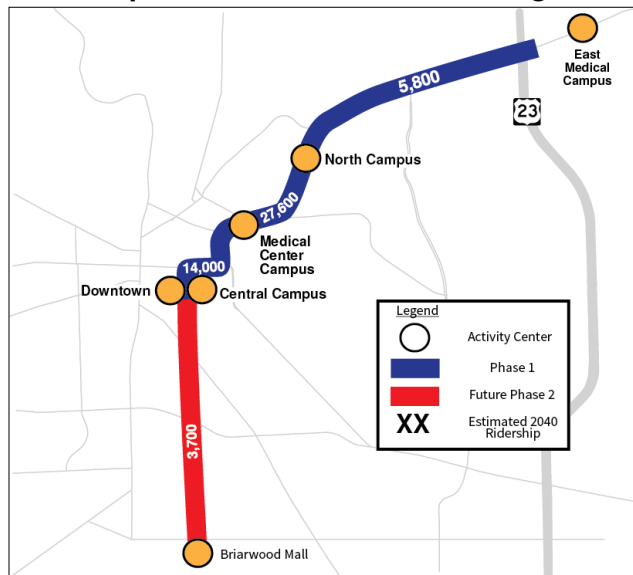 East
Medical
Campus
5,800
23
North Campus
27,600
Medical
Center
Campus
14,000
Downtown
Central Campus
Legend
Activity Center
Phase 1
Future Phase 2
XX
Estimated 2040
Ridership
3,700
Briarwood Mall